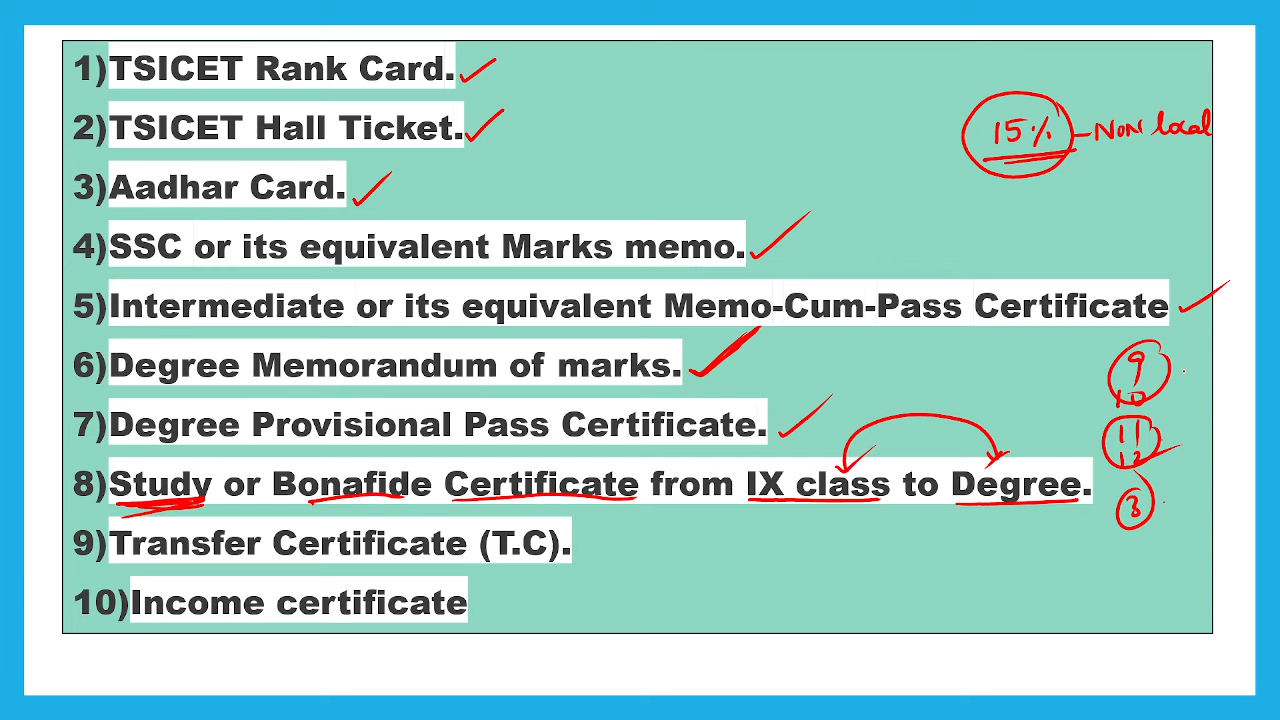 1)TSICET Rank Card.
2)TSICET Hall Ticket.
15% - Non local
3)Aadhar Card.
4)SSC or its equivalent Marks memo.
5)Intermediate or its equivalent Memo-Cum-Pass Certificate
6)Degree Memorandum of marks.
9
10
7)Degree Provisional Pass Certificate.
11
12
8)Study or Bonafide Certificate from IX class to Degree.
3
9)Transfer Certificate (T.C).
10)Income certificate